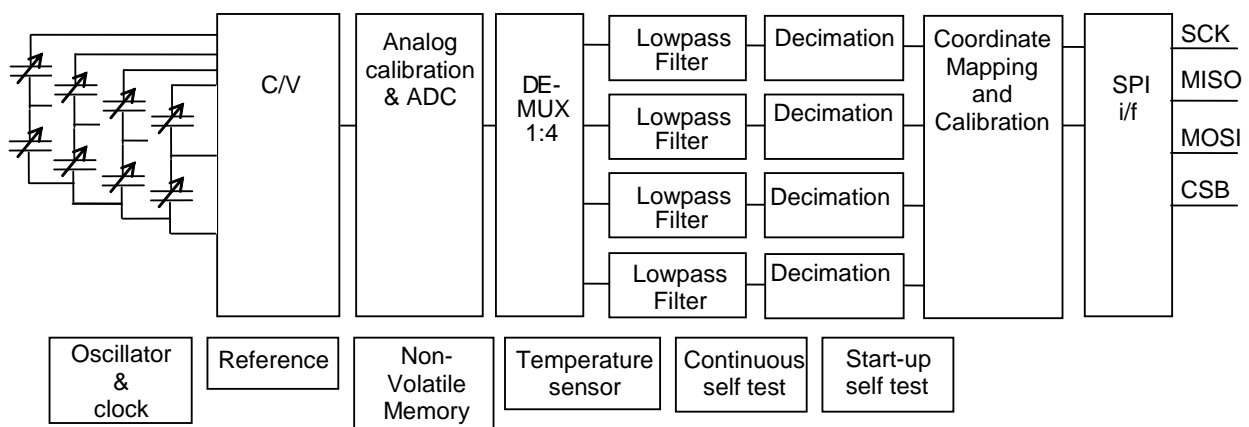 C/V
Analog
calibration
& ADC
DE-
MUX
1:4
Lowpass
Filter
Decimation
Lowpass
Filter
Decimation
Lowpass
Filter
Decimation
Lowpass
Filter
Decimation
Coordinate
Mapping
and
Calibration
SPI
i/f
SCK
MISO
MOSI
CSB
Oscillator
&
clock
Reference
Non-
Volatile
Memory
Temperature
sensor
Continuous
self test
Start-up
self test